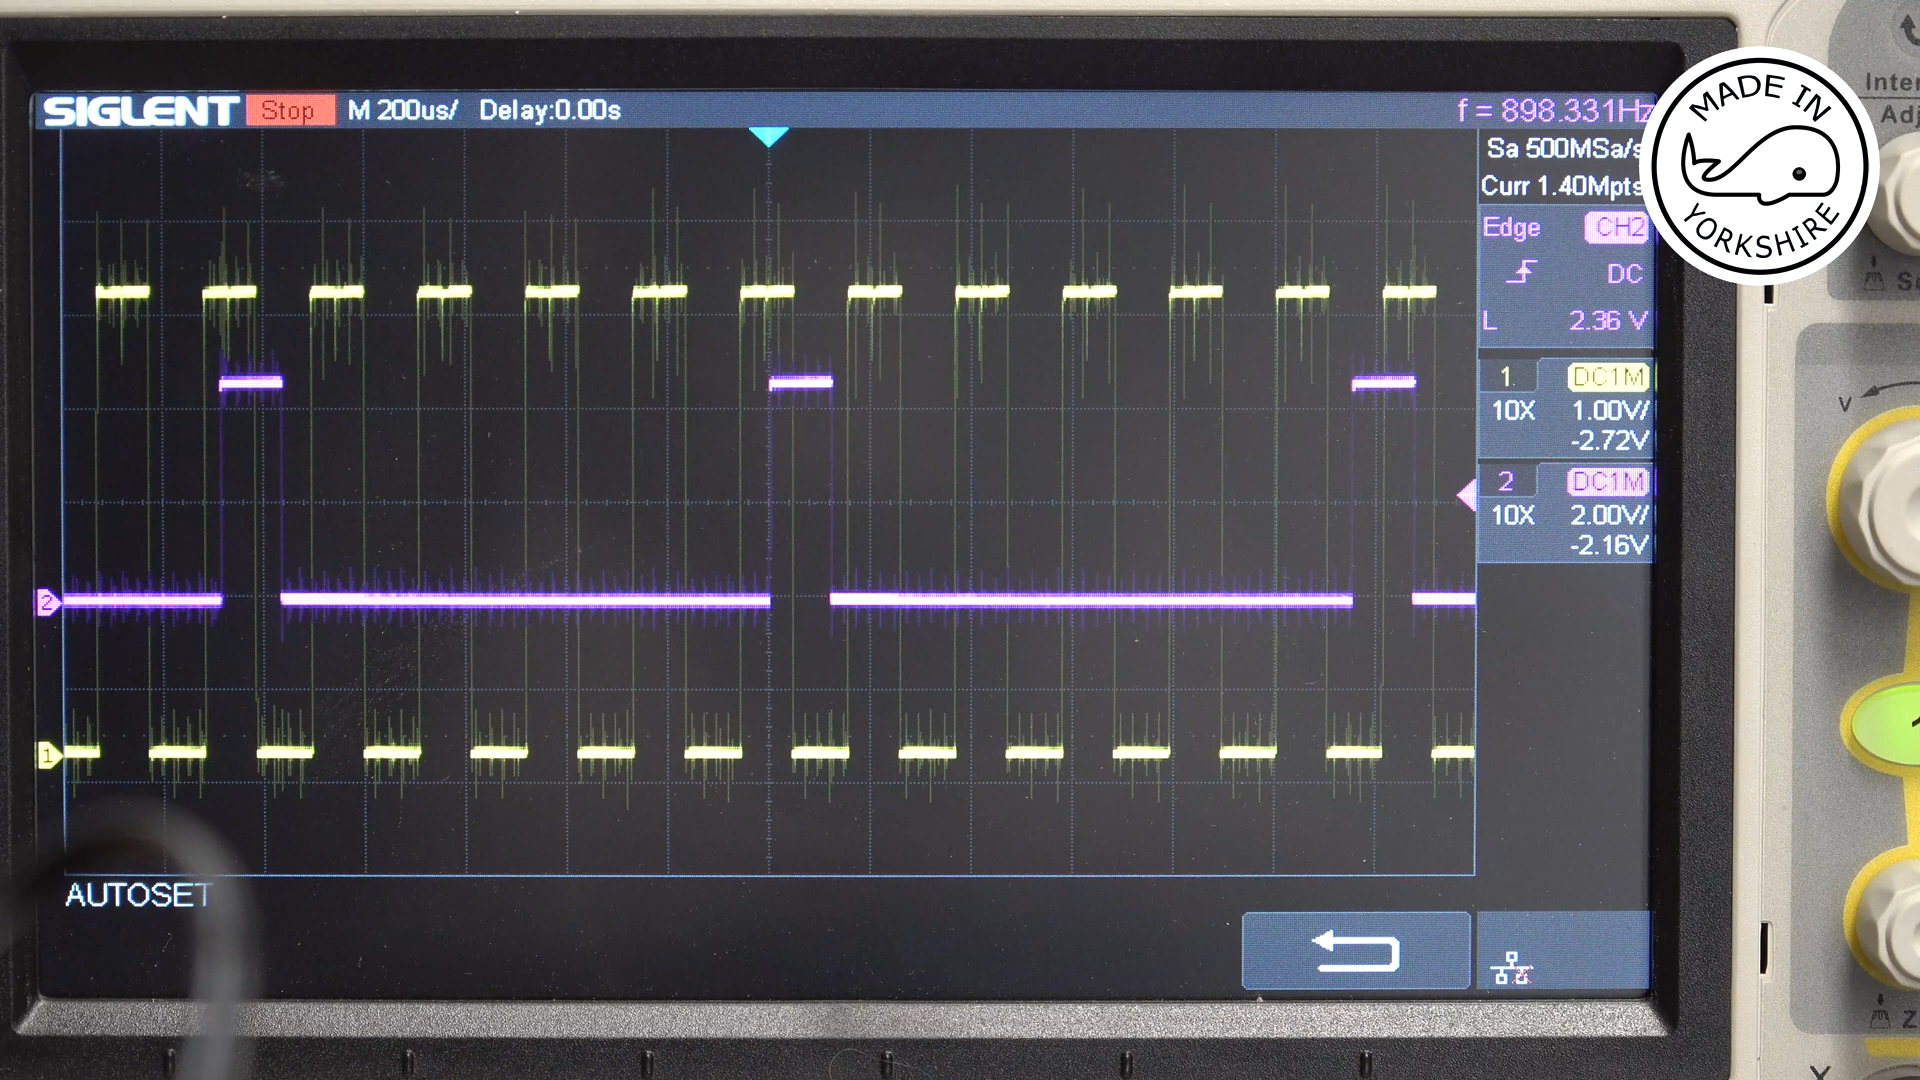 SIGLENT Stop M 200us/ Delay:0.00s f = 898.331Hz
Sa 500MSa/s
Curr 1.40Mpts
Edge CH2
DC
L 2.36 V
1 DC1M
10X 1.00V/
-2.72V
2 DC1M
10X 2.00V/
-2.16V
2
1
AUTOSET
MADE IN
YORKSHIRE
Inter
Adj
V